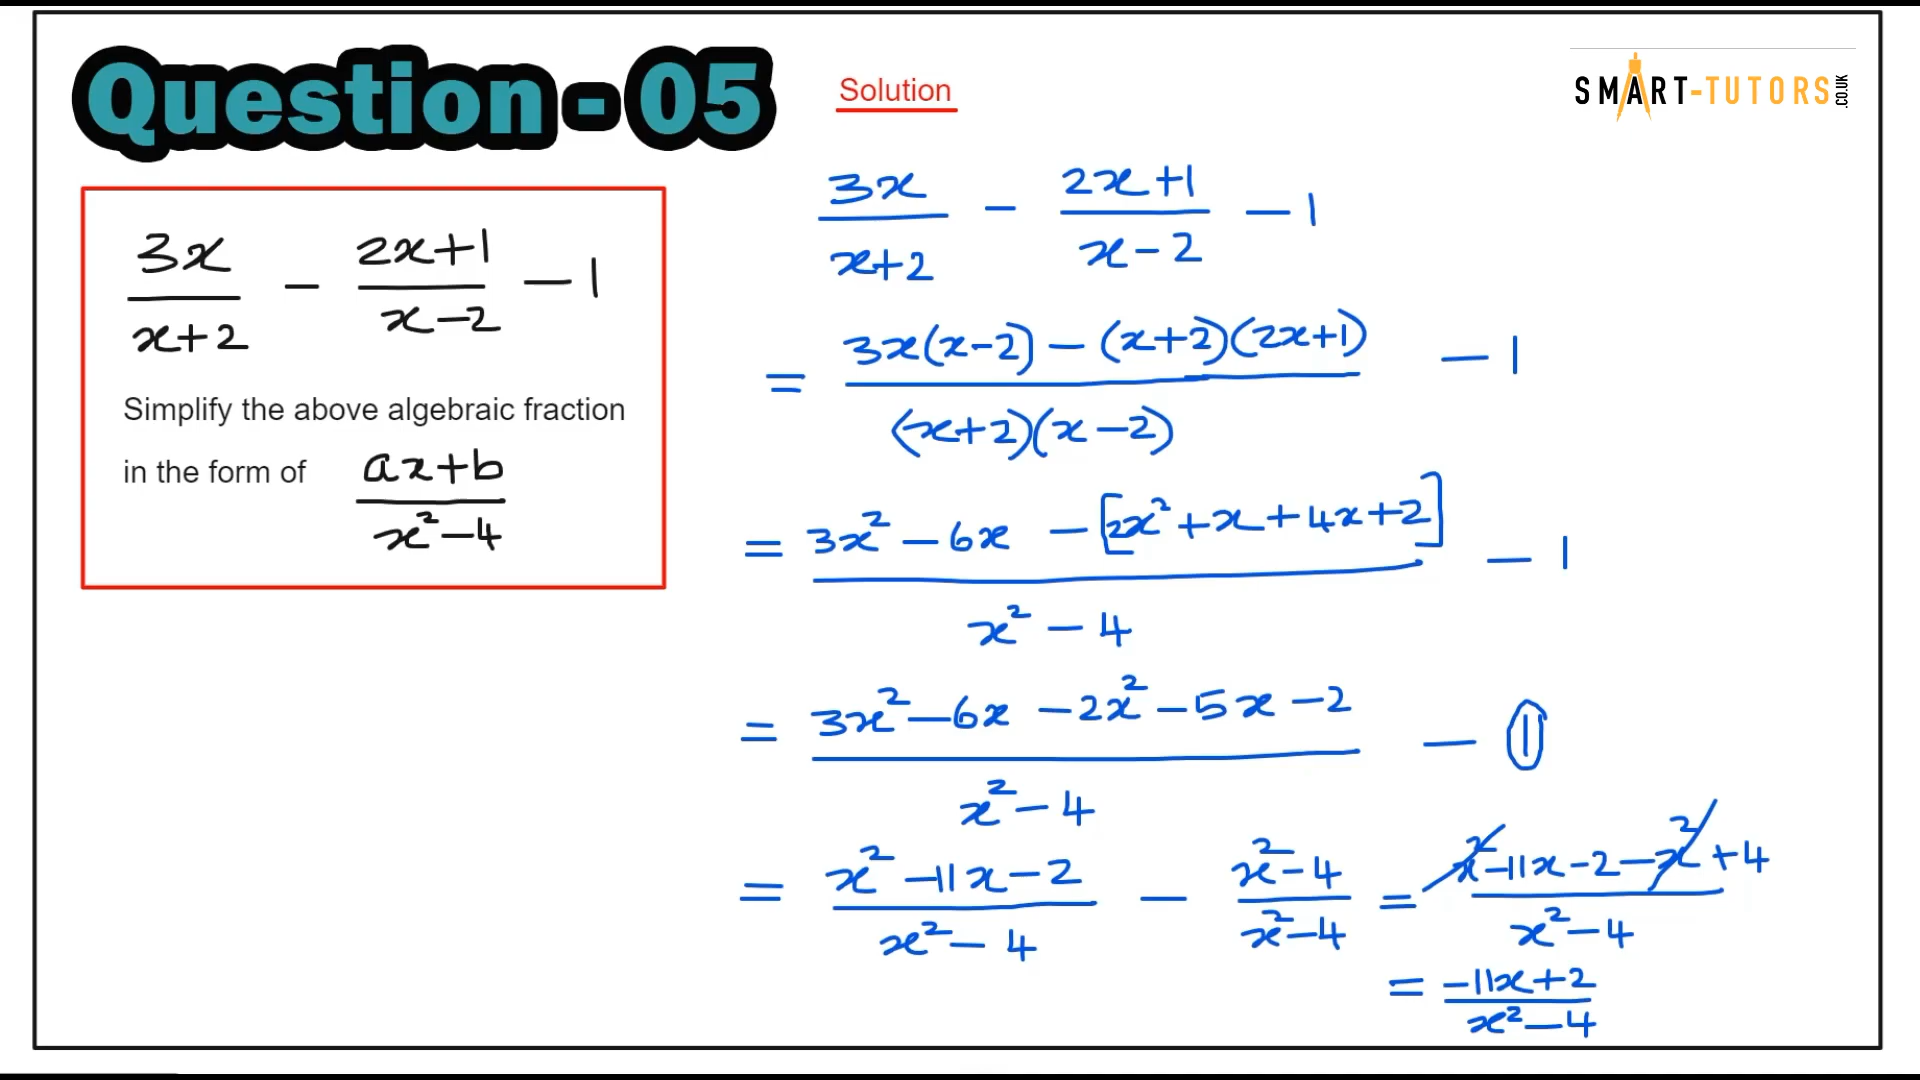 Question - 05
Solution
SMART-TUTORS.CO.UK
3x/(x+2) - (2x+1)/(x-2) - 1
Simplify the above algebraic fraction
in the form of (ax+b)/(x²-4)
3x/(x+2) - (2x+1)/(x-2) - 1
= (3x(x-2) - (x+2)(2x+1))/((x+2)(x-2)) - 1
= (3x² - 6x - [2x² + x + 4x + 2])/(x² - 4) - 1
= (3x² - 6x - 2x² - 5x - 2)/(x² - 4) - 1
= (x² - 11x - 2)/(x² - 4) - (x² - 4)/(x² - 4) = (x² - 11x - 2 - x² + 4)/(x² - 4)
= (-11x + 2)/(x² - 4)